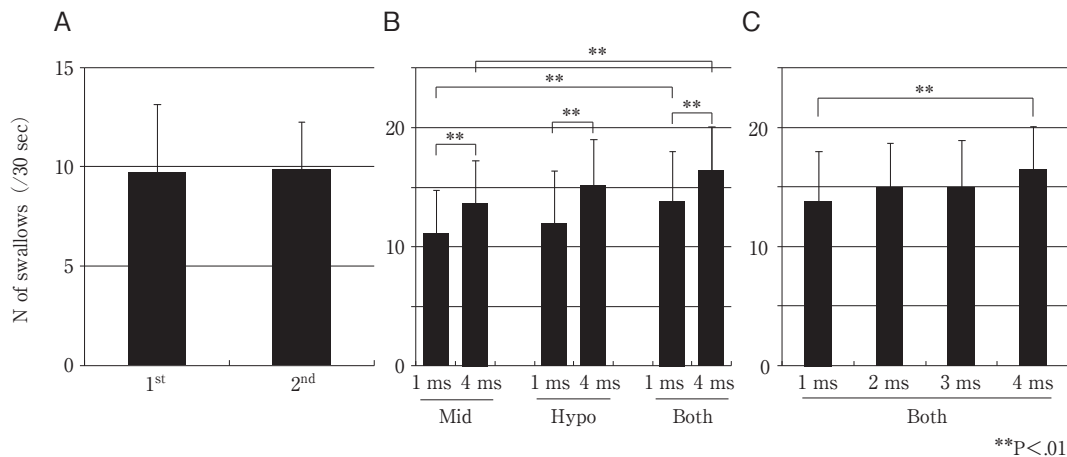 A
B
C
N of swallows (/30 sec)
15
10
5
0
1st
2nd
20
10
0
**
**
**
**
**
1 ms 4 ms
1 ms 4 ms
1 ms 4 ms
Mid
Hypo
Both
20
10
0
**
1 ms 2 ms 3 ms 4 ms
Both
**P<.01